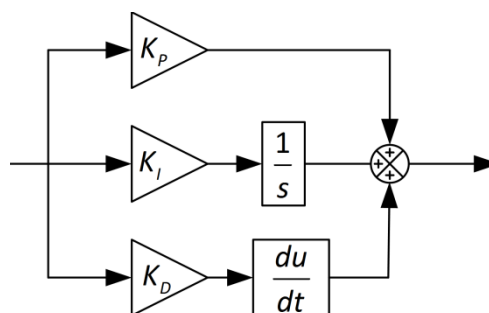 K_P
K_I
1/s
+
+ +
K_D
du/dt